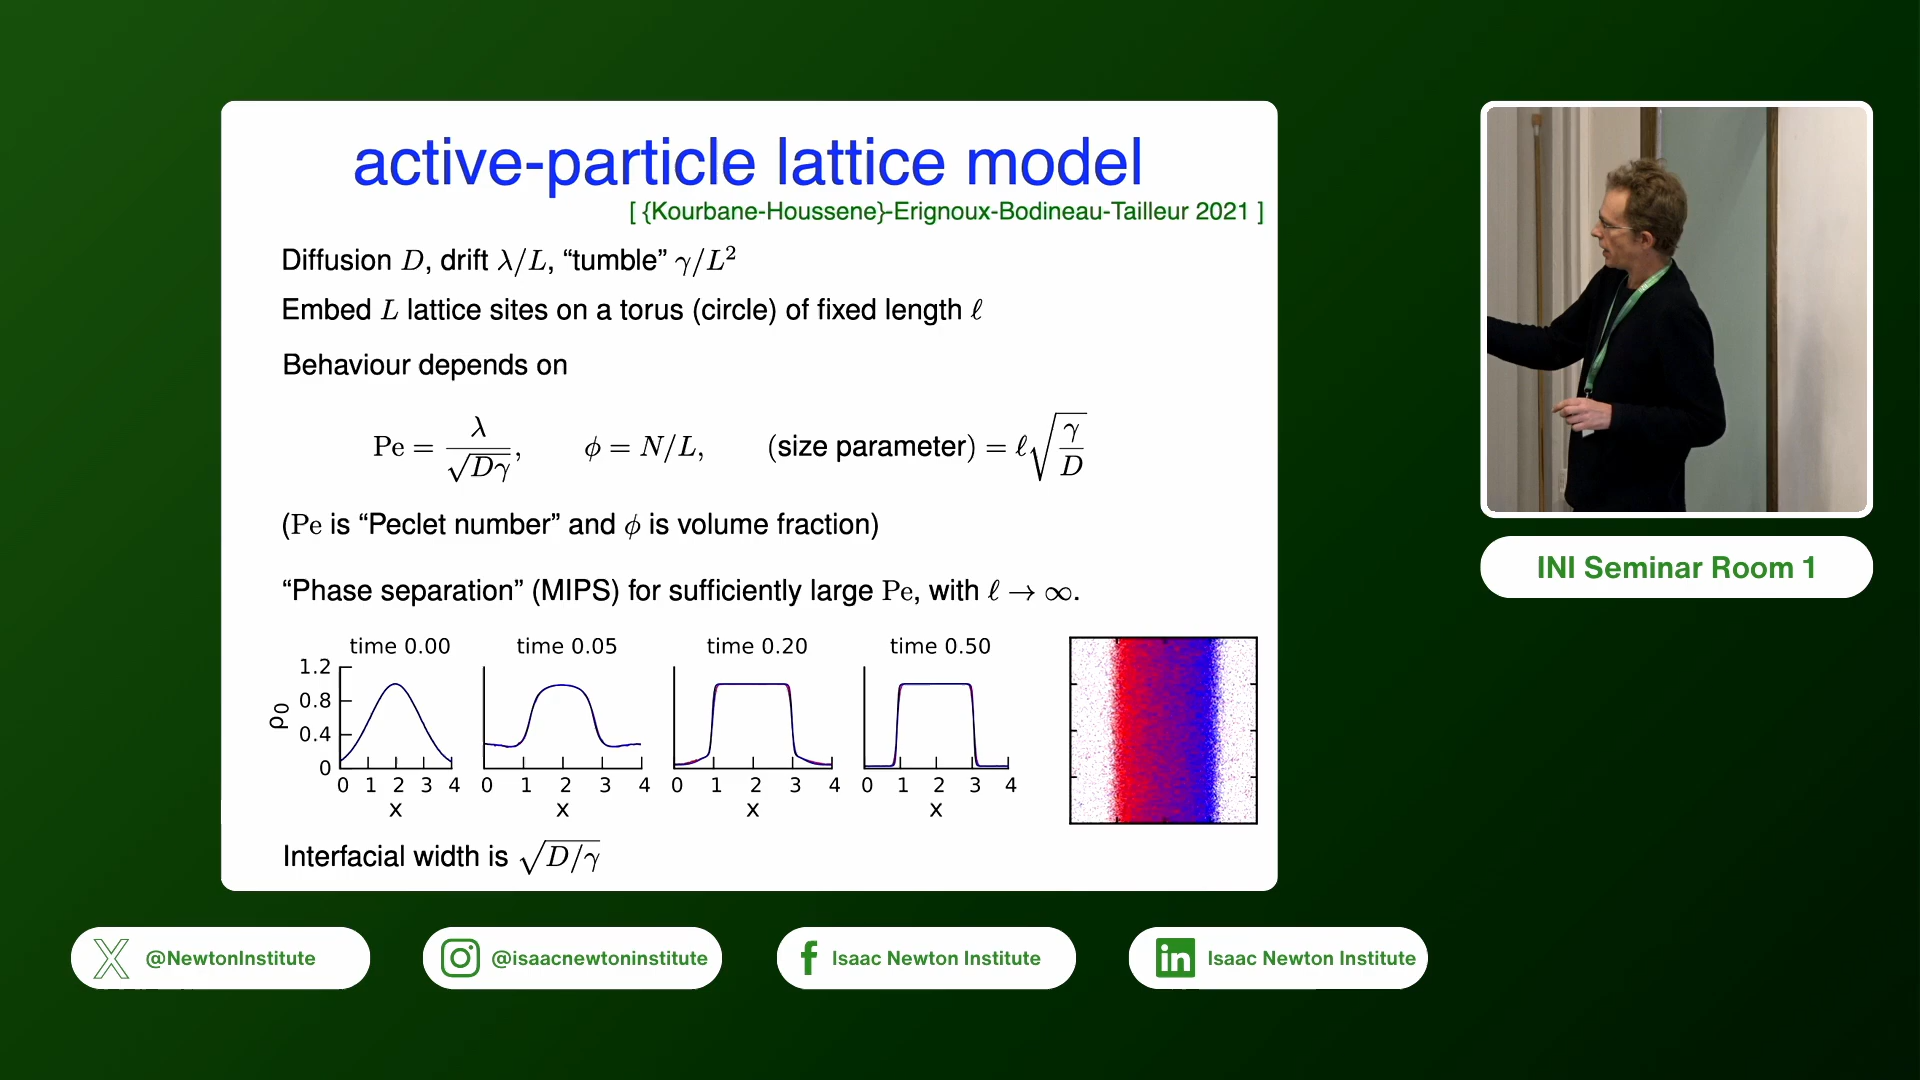 active-particle lattice model
[ {Kourbane-Houssene}-Erignoux-Bodineau-Tailleur 2021 ]
Diffusion D, drift λ/L, “tumble” γ/L²
Embed L lattice sites on a torus (circle) of fixed length ℓ
Behaviour depends on
Pe = λ/√(Dγ), ϕ = N/L, (size parameter) = ℓ√(γ/D)
(Pe is “Peclet number” and ϕ is volume fraction)
“Phase separation” (MIPS) for sufficiently large Pe, with ℓ → ∞.
time 0.00 time 0.05 time 0.20 time 0.50
1.2
0.8
ρ0
0.4
0
0 1 2 3 4 0 1 2 3 4 0 1 2 3 4 0 1 2 3 4
x x x x
Interfacial width is √(D/γ)
INI Seminar Room 1
@NewtonInstitute
@isaacnewtoninstitute
Isaac Newton Institute
Isaac Newton Institute